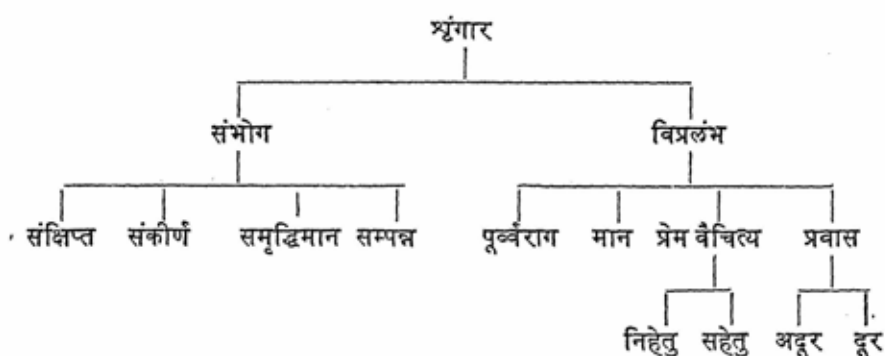 श्रृंगार
संभोग विप्रलंभ
संक्षिप्त संकीर्ण समृद्धिमान सम्पन्न पूर्व्वराग मान प्रेम वैचित्य प्रवास
निहेतु सहेतु अदूर दूर